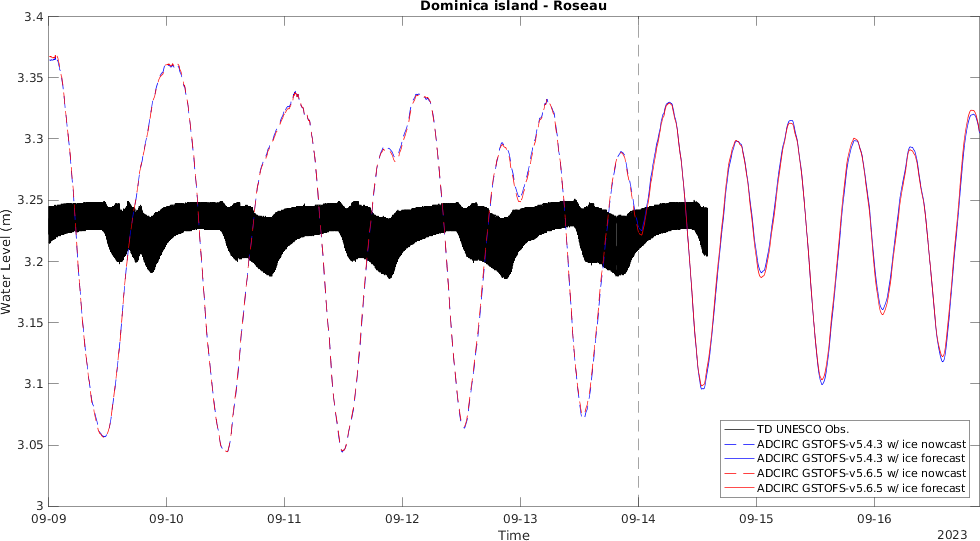 Dominica island - Roseau
Water Level (m)
3.4
3.35
3.3
3.25
3.2
3.15
3.1
3.05
3
TD UNESCO Obs.
ADCIRC GSTOFS-v5.4.3 w/ ice nowcast
ADCIRC GSTOFS-v5.4.3 w/ ice forecast
ADCIRC GSTOFS-v5.6.5 w/ ice nowcast
ADCIRC GSTOFS-v5.6.5 w/ ice forecast
09-09 09-10 09-11 09-12 09-13 09-14 09-15 09-16
Time
2023